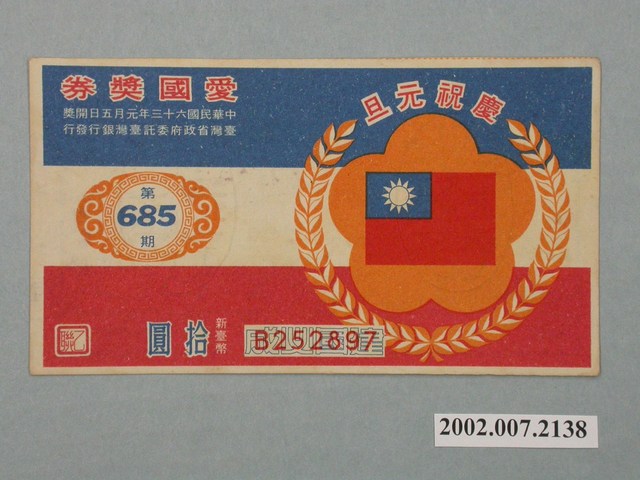 愛國獎券
中華民國六十三年元月五日開獎
臺灣省政府委託臺灣銀行發行
慶祝元旦
第
685
期
新臺幣
拾圓
B252897
乙聯
2002.007.2138